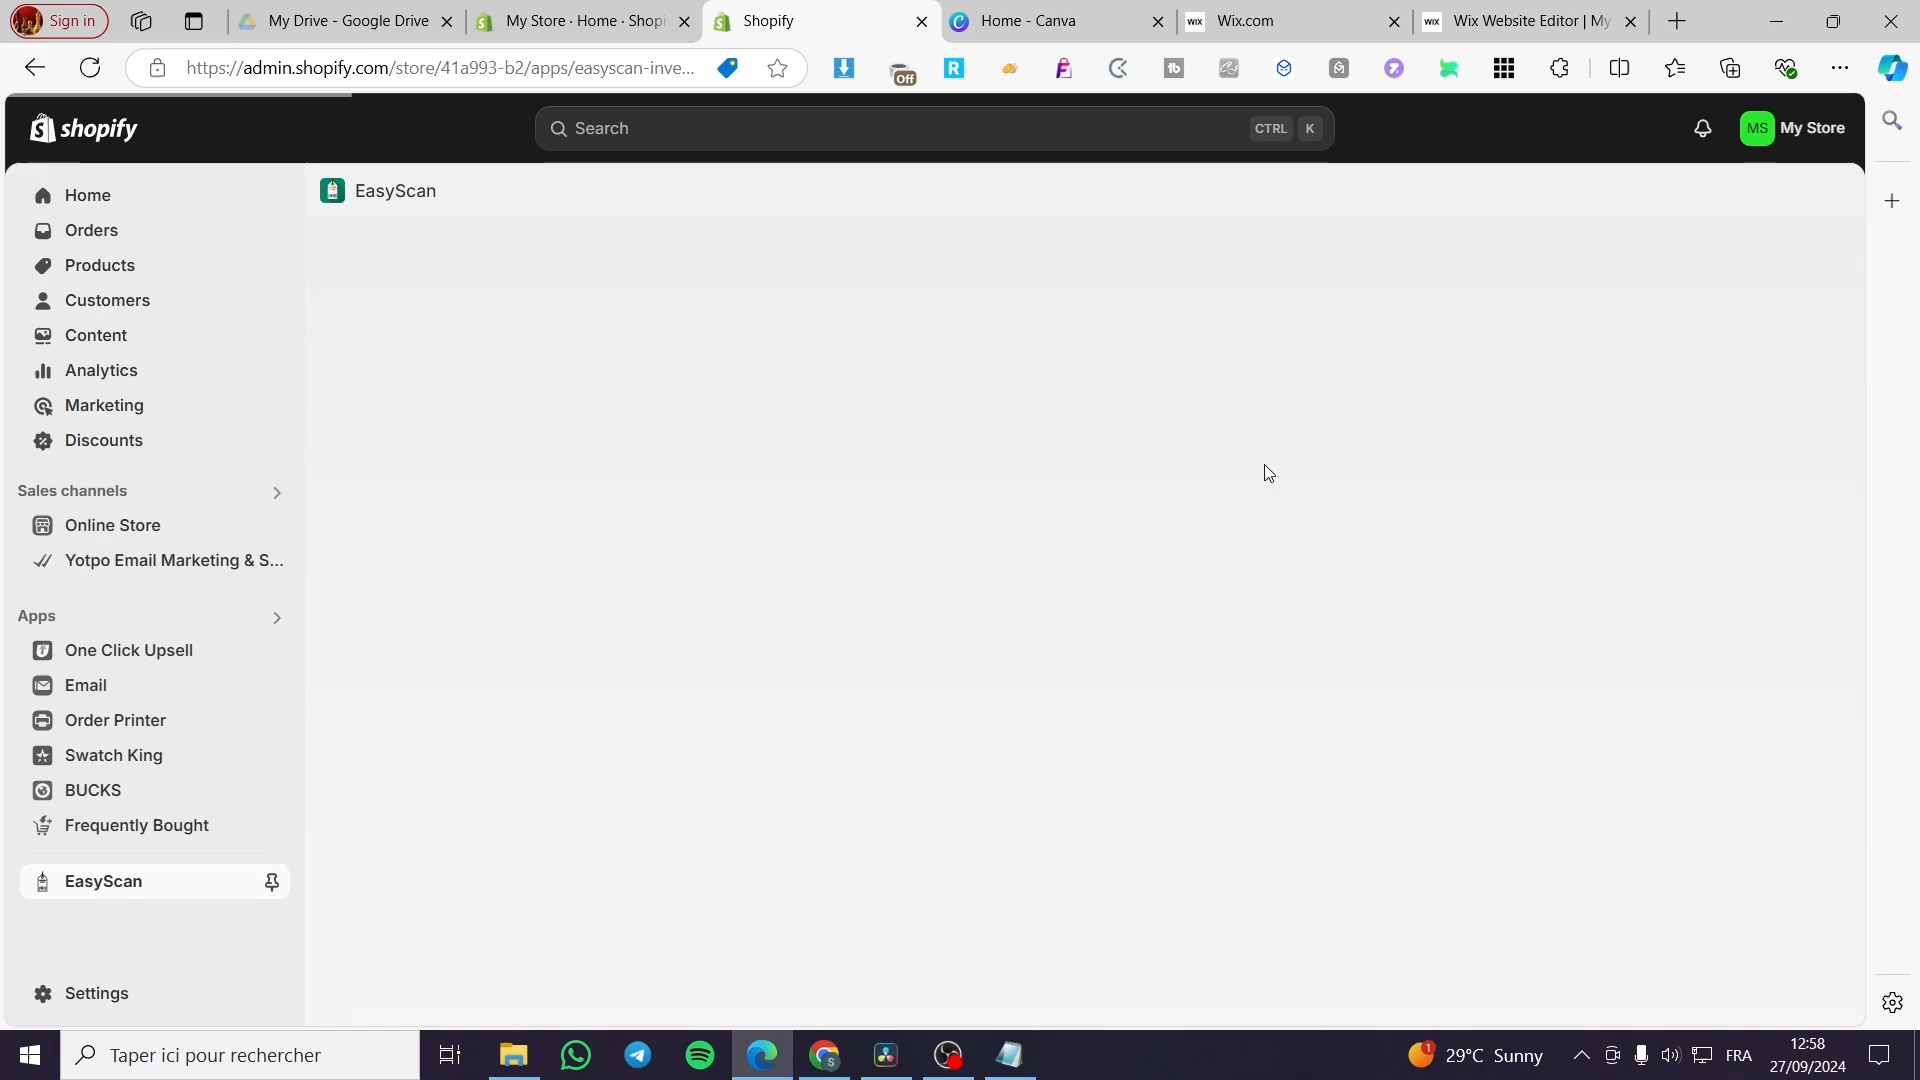 Sign in
My Drive - Google Drive
My Store · Home · Shopi
Shopify
Home - Canva
Wix.com
Wix Website Editor | My
https://admin.shopify.com/store/41a993-b2/apps/easyscan-inve...
Off
shopify
Search
CTRL K
MS
My Store
Home
Orders
Products
Customers
Content
Analytics
Marketing
Discounts
Sales channels
Online Store
Yotpo Email Marketing & S...
Apps
One Click Upsell
Email
Order Printer
Swatch King
BUCKS
Frequently Bought
EasyScan
Settings
EasyScan
Taper ici pour rechercher
1
29°C Sunny
FRA
12:58
27/09/2024